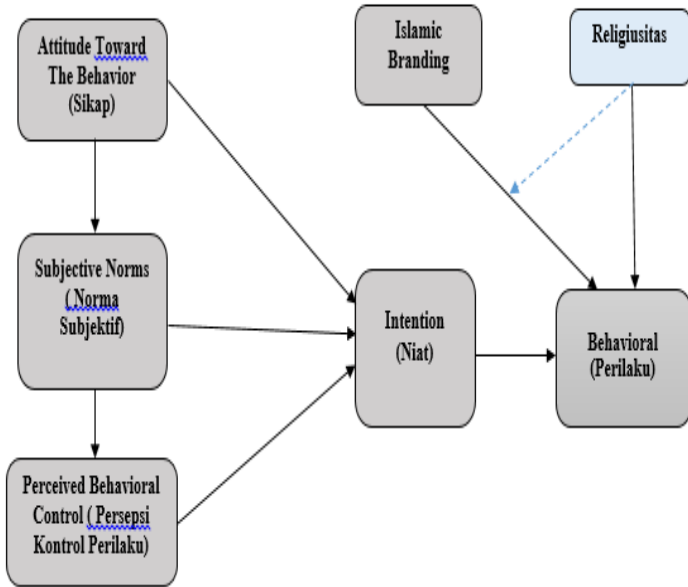 Attitude Toward
The Behavior
(Sikap)
Islamic
Branding
Religiusitas
Subjective Norms
( Norma
Subjektif)
Intention
(Niat)
Behavioral
(Perilaku)
Perceived Behavioral
Control ( Persepsi
Kontrol Perilaku)